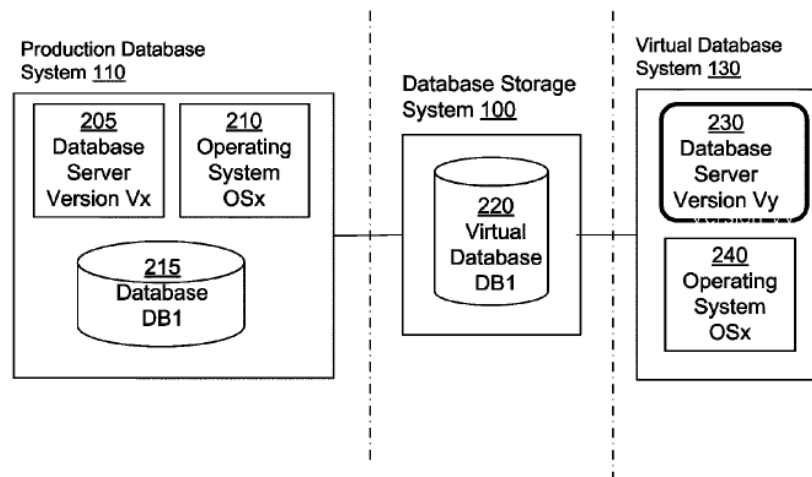 Production Database
System 110
205
Database
Server
Version Vx
210
Operating
System
OSx
215
Database
DB1
Database Storage
System 100
220
Virtual
Database
DB1
Virtual Database
System 130
230
Database
Server
Version Vy
240
Operating
System
OSx